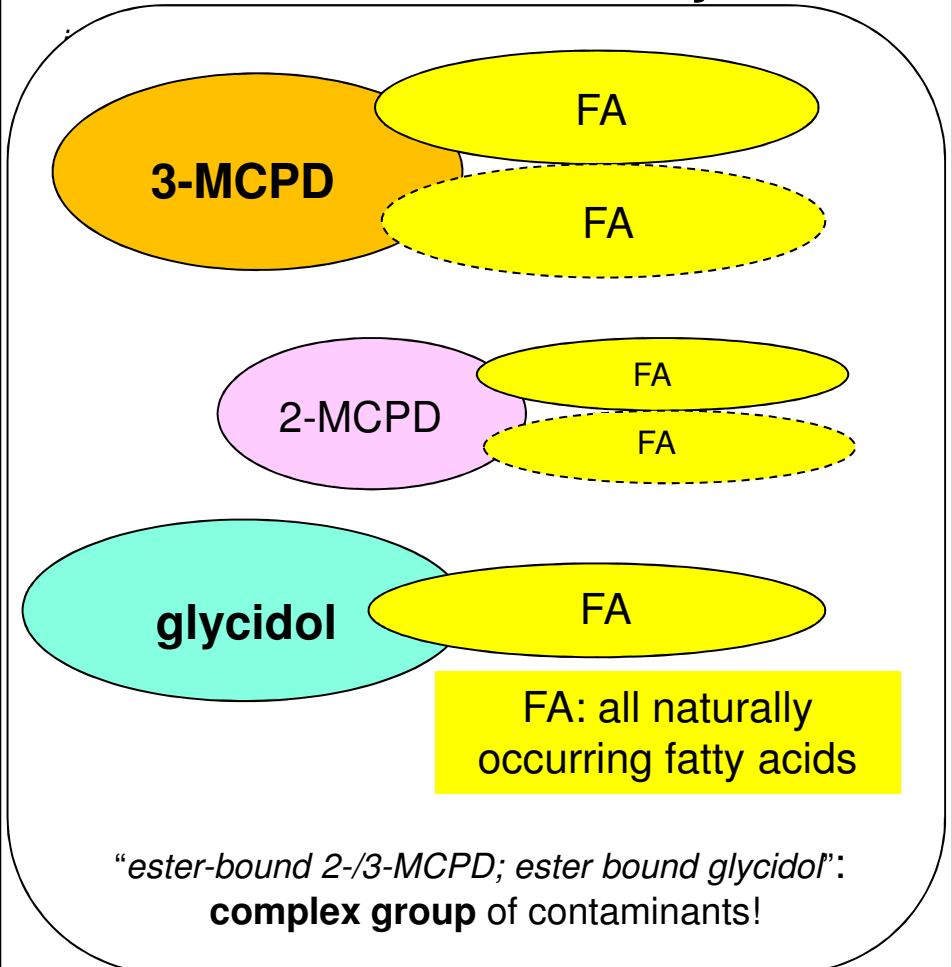 3-MCPD
FA
FA
2-MCPD
FA
FA
glycidol
FA
FA: all naturally
occurring fatty acids
“ester-bound 2-/3-MCPD; ester bound glycidol”:
complex group of contaminants!